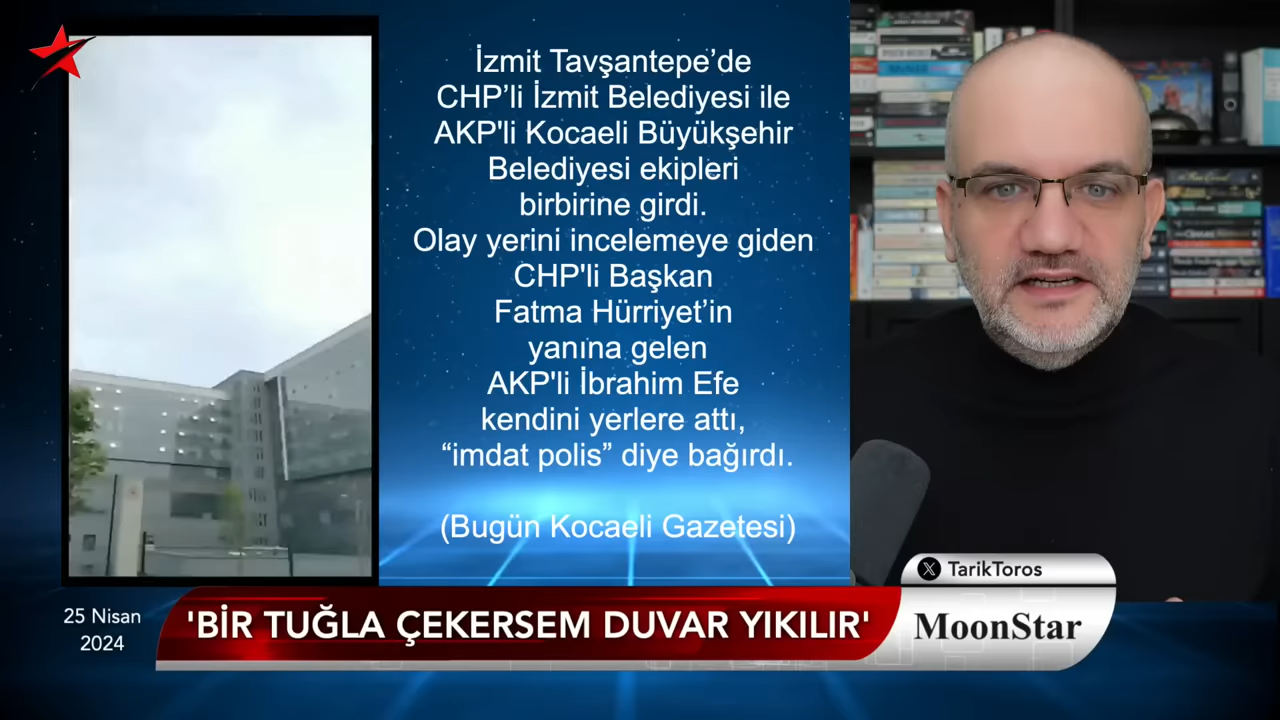 İzmit Tavşantepe’de
CHP’li İzmit Belediyesi ile
AKP'li Kocaeli Büyükşehir
Belediyesi ekipleri
birbirine girdi.
Olay yerini incelemeye giden
CHP'li Başkan
Fatma Hürriyet’in
yanına gelen
AKP'li İbrahim Efe
kendini yerlere attı,
“imdat polis” diye bağırdı.
(Bugün Kocaeli Gazetesi)
X TarikToros
25 Nisan
2024
'BİR TUĞLA ÇEKERSEM DUVAR YIKILIR'
MoonStar